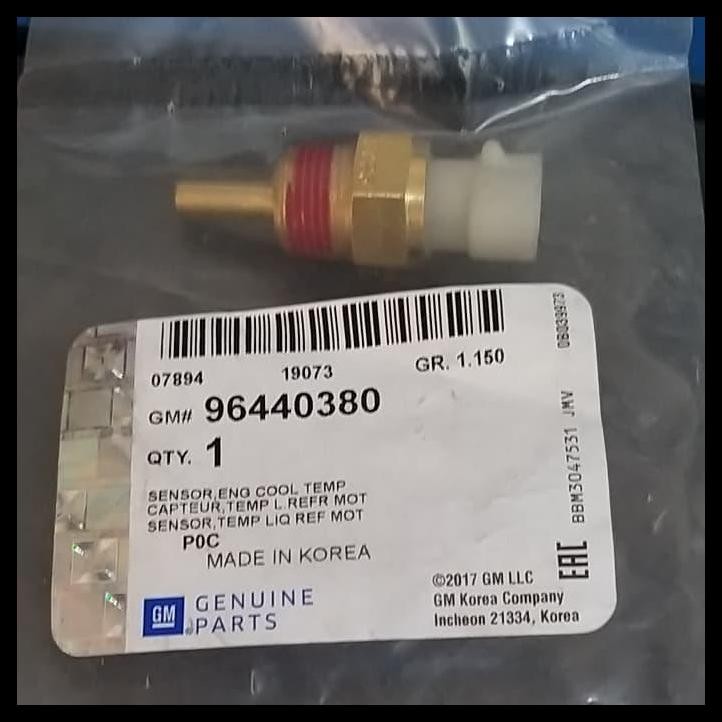 07894 19073 GR. 1.150
GM# 96440380
QTY. 1
SENSOR,ENG COOL TEMP
CAPTEUR,TEMP L REFR MOT
SENSOR,TEMP LIQ REF MOT
P0C
MADE IN KOREA
GM GENUINE
PARTS
©2017 GM LLC
GM Korea Company
Incheon 21334, Korea
EAC
BBM3047531 JMV